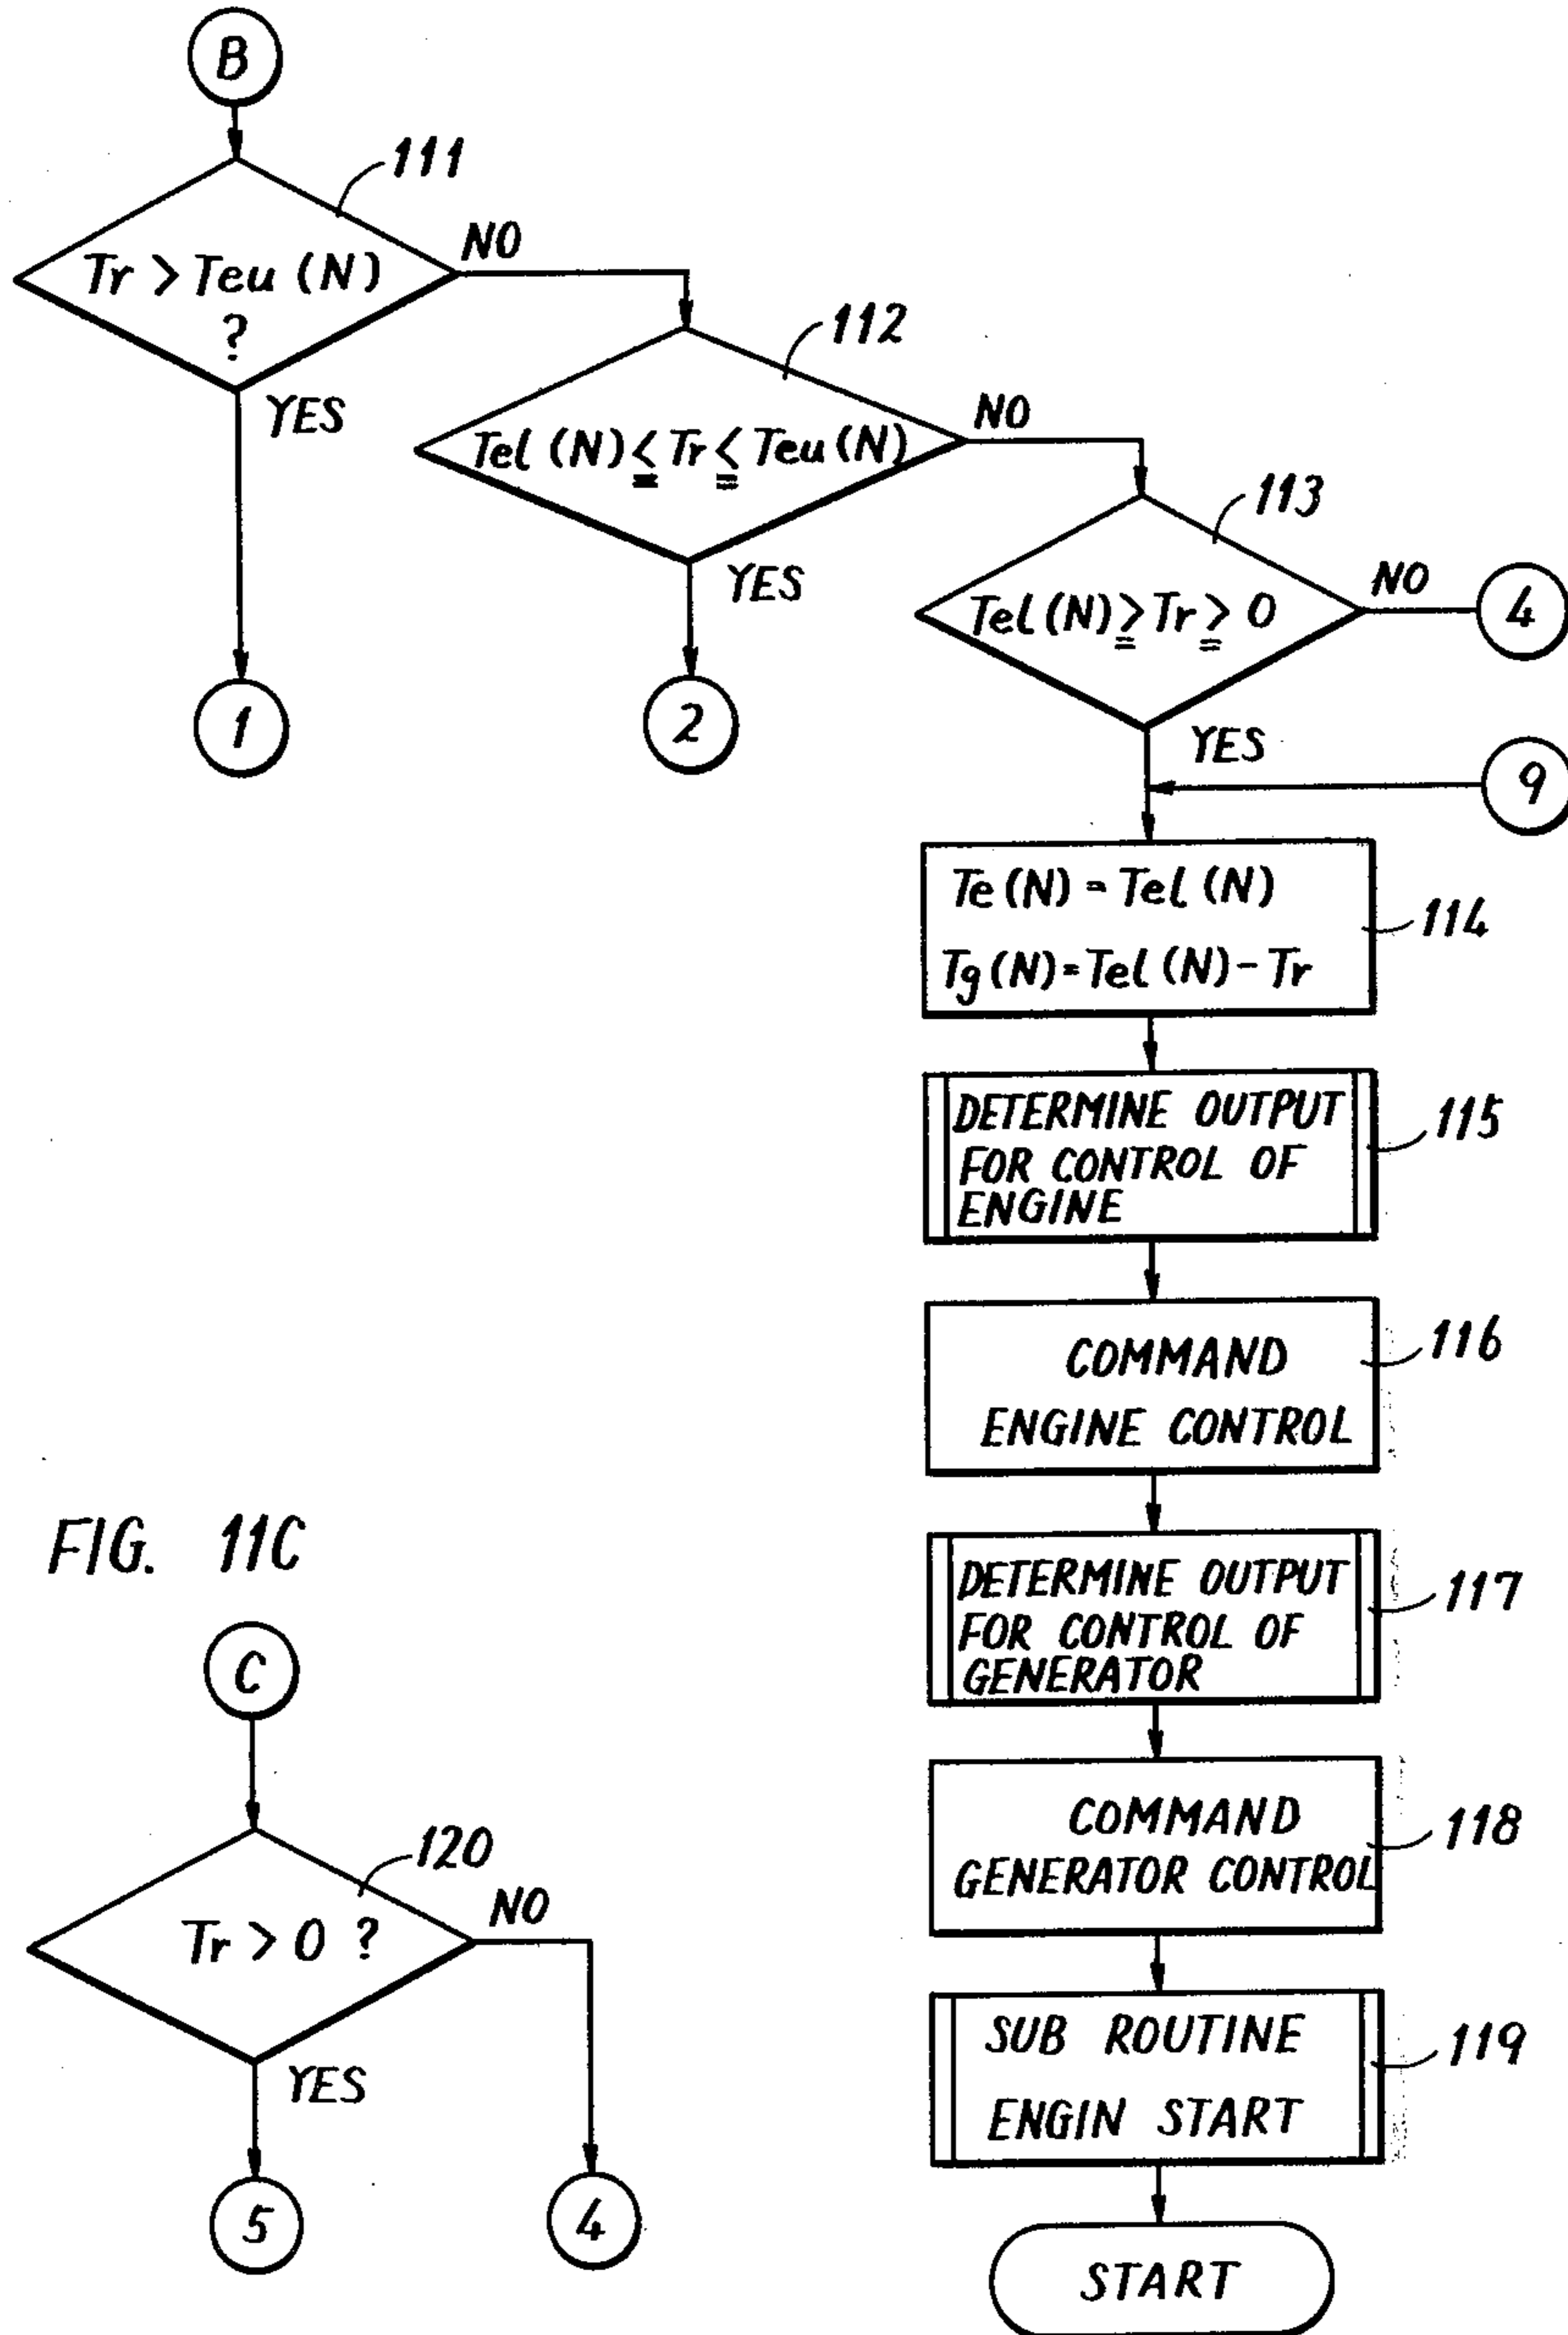 B
111
Tr > Teu (N)
?
NO
YES
1
112
Tel (N) ≦ Tr ≦ Teu (N)
NO
YES
2
113
Tel (N) ≧ Tr ≧ 0
NO
4
YES
9
Te (N) = Tel (N)
Tg (N) = Tel (N) - Tr
114
DETERMINE OUTPUT
FOR CONTROL OF
ENGINE
115
COMMAND
ENGINE CONTROL
116
DETERMINE OUTPUT
FOR CONTROL OF
GENERATOR
117
COMMAND
GENERATOR CONTROL
118
SUB ROUTINE
ENGIN START
119
START
FIG. 11C
C
120
Tr > 0 ?
NO
YES
5
4